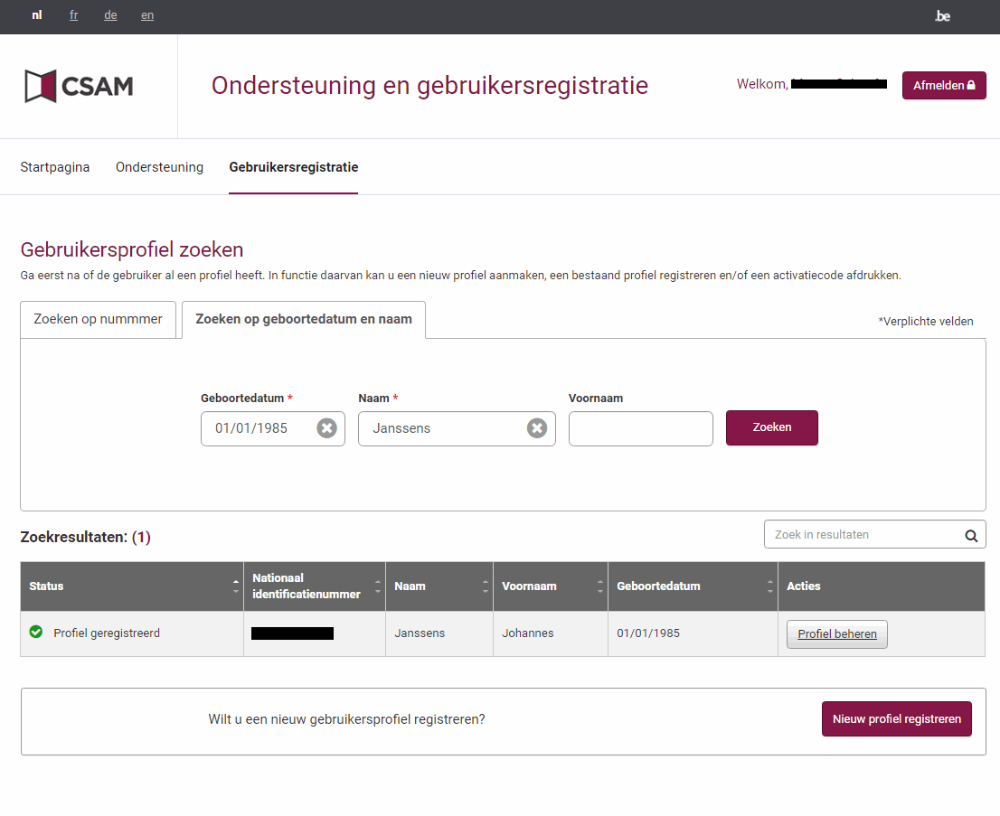 nl fr de en .be
CSAM
Ondersteuning en gebruikersregistratie
Welkom,
Afmelden
Startpagina Ondersteuning Gebruikersregistratie
Gebruikersprofiel zoeken
Ga eerst na of de gebruiker al een profiel heeft. In functie daarvan kan u een nieuw profiel aanmaken, een bestaand profiel registreren en/of een activatiecode afdrukken.
Zoeken op nummmer Zoeken op geboortedatum en naam
*Verplichte velden
Geboortedatum * Naam * Voornaam
01/01/1985 Janssens Zoeken
Zoekresultaten: (1) Zoek in resultaten
Status Nationaal identificatienummer Naam Voornaam Geboortedatum Acties
Profiel geregistreerd Janssens Johannes 01/01/1985 Profiel beheren
Wilt u een nieuw gebruikersprofiel registreren? Nieuw profiel registreren